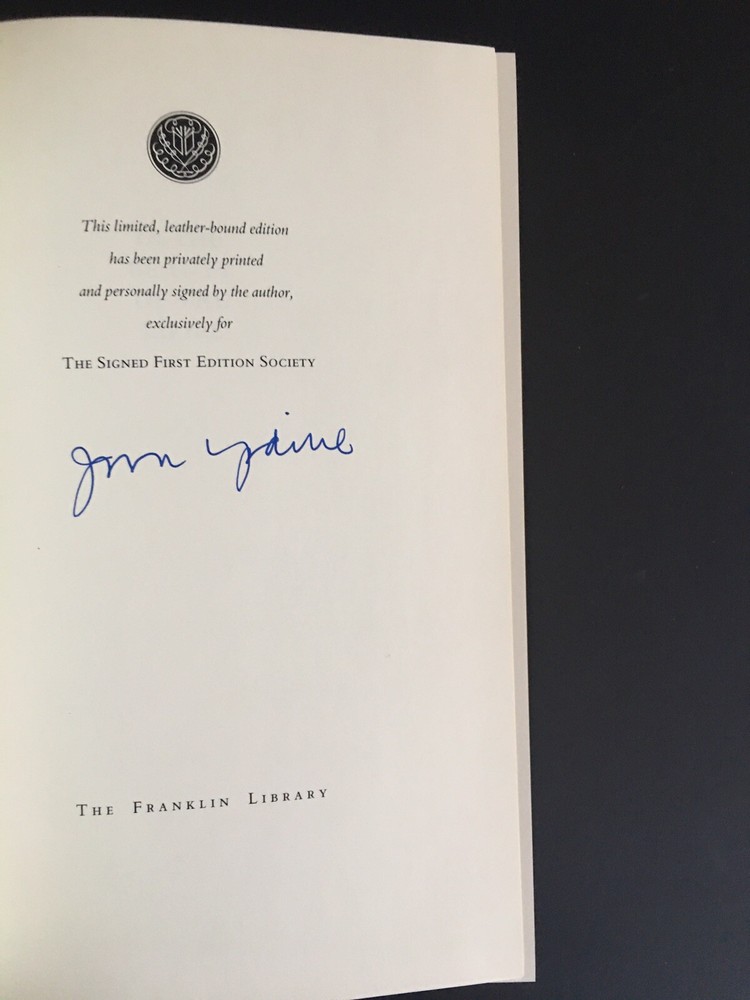 This limited, leather-bound edition
has been privately printed
and personally signed by the author,
exclusively for
THE SIGNED FIRST EDITION SOCIETY
THE FRANKLIN LIBRARY